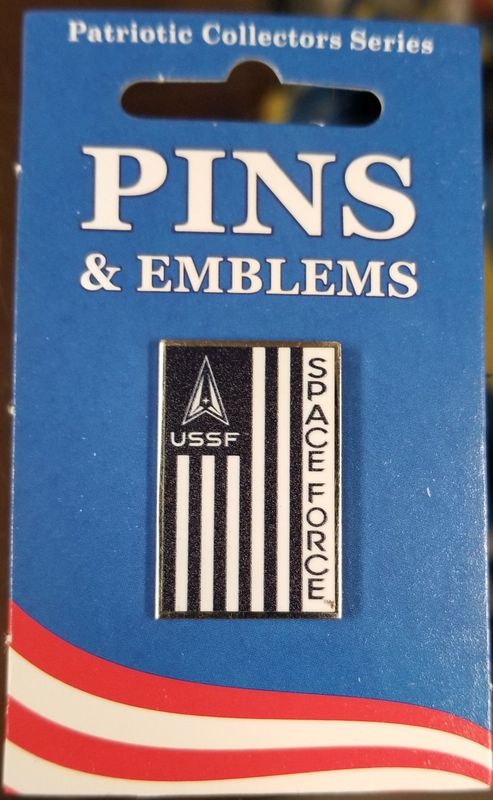 Patriotic Collectors Series
PINS
& EMBLEMS
USSF
SPACE FORCE